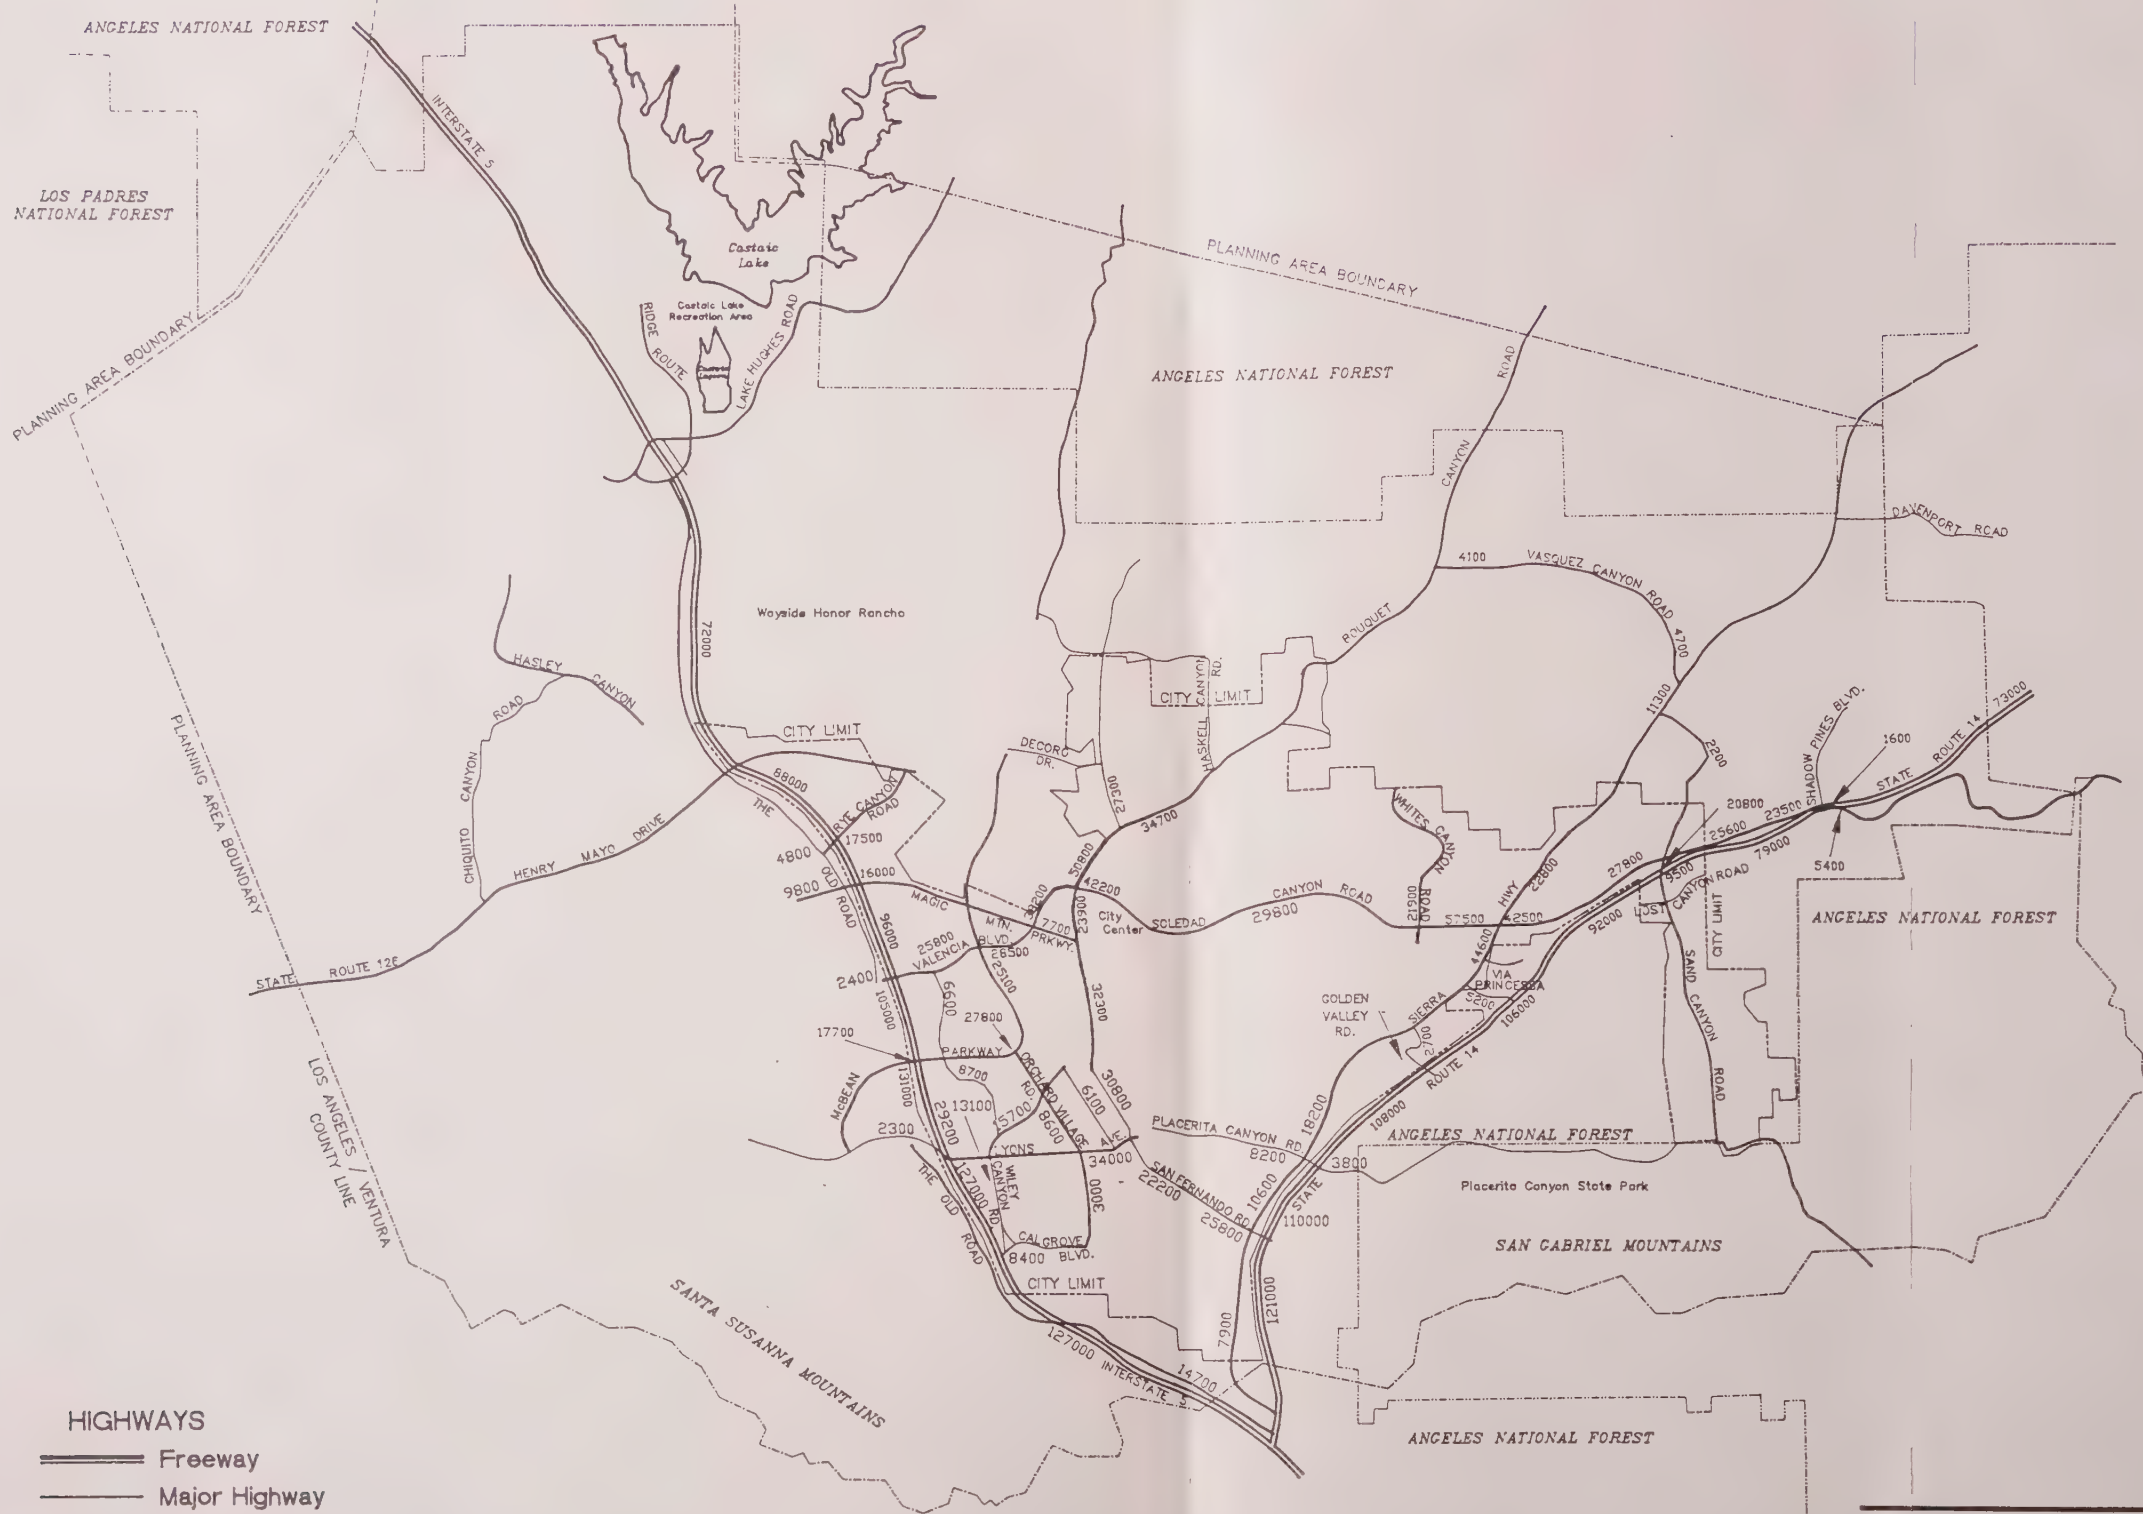 ANGELES NATIONAL FOREST
INTERSTATE 5
LOS PADRES
NATIONAL FOREST
Castaic
Lake
PLANNING AREA BOUNDARY
Castaic Lake
Recreation Area
RIDGE ROUTE
LAKE HUGHES ROAD
PLANNING AREA BOUNDARY
ANGELES NATIONAL FOREST
CANYON ROAD
DAVENPORT ROAD
4100
VASQUEZ CANYON ROAD
4700
Wayside Honor Rancho
72000
BOUQUET
HASLEY CANYON
CHIQUITO CANYON ROAD
CITY LIMIT
HASKELL CANYON
RD.
CITY LIMIT
11300
73000
DECORO
DR.
SHADOW PINES BLVD.
1600
STATE ROUTE 14
2200
88000
THE
RYE CANYON
ROAD
27300
34700
WHITES CANYON
ROAD
21900
20800
23500
25600
79000
5400
PLANNING AREA BOUNDARY
HENRY MAYO DRIVE
17500
4800
OLD ROAD
9800
16000
MAGIC
MTN.
PRKWY.
7700
50800
42200
23900
City
Center
SOLEDAD CANYON ROAD
29800
57500
42500
HWY
22800
27800
9500
LOST CANYON ROAD
92000
CITY LIMIT
ANGELES NATIONAL FOREST
STATE ROUTE 126
96000
25800
VALENCIA
BLVD.
26500
2400
105000
6600
25100
32300
44600
VIA
PRINCESSA
5200
106000
SAND CANYON ROAD
GOLDEN
VALLEY
RD.
SIERRA
2700
ROUTE 14
17700
27800
PARKWAY
McBEAN
131000
8700
13100
15700
ORCHARD VILLAGE
RD.
8600
6100
30800
2300
29200
LYONS AVE.
34000
PLACERITA CANYON RD.
8200
18200
108000
ANGELES NATIONAL FOREST
3800
LOS ANGELES / VENTURA
COUNTY LINE
THE OLD ROAD
127000
WILEY
CANYON
RD.
3000
22200
SAN FERNANDO RD.
25800
10600
STATE
110000
Placerita Canyon State Park
CALGROVE
8400 BLVD.
SAN GABRIEL MOUNTAINS
CITY LIMIT
SANTA SUSANNA MOUNTAINS
7900
121000
127000
INTERSTATE 5
14700
ANGELES NATIONAL FOREST
HIGHWAYS
Freeway
Major Highway